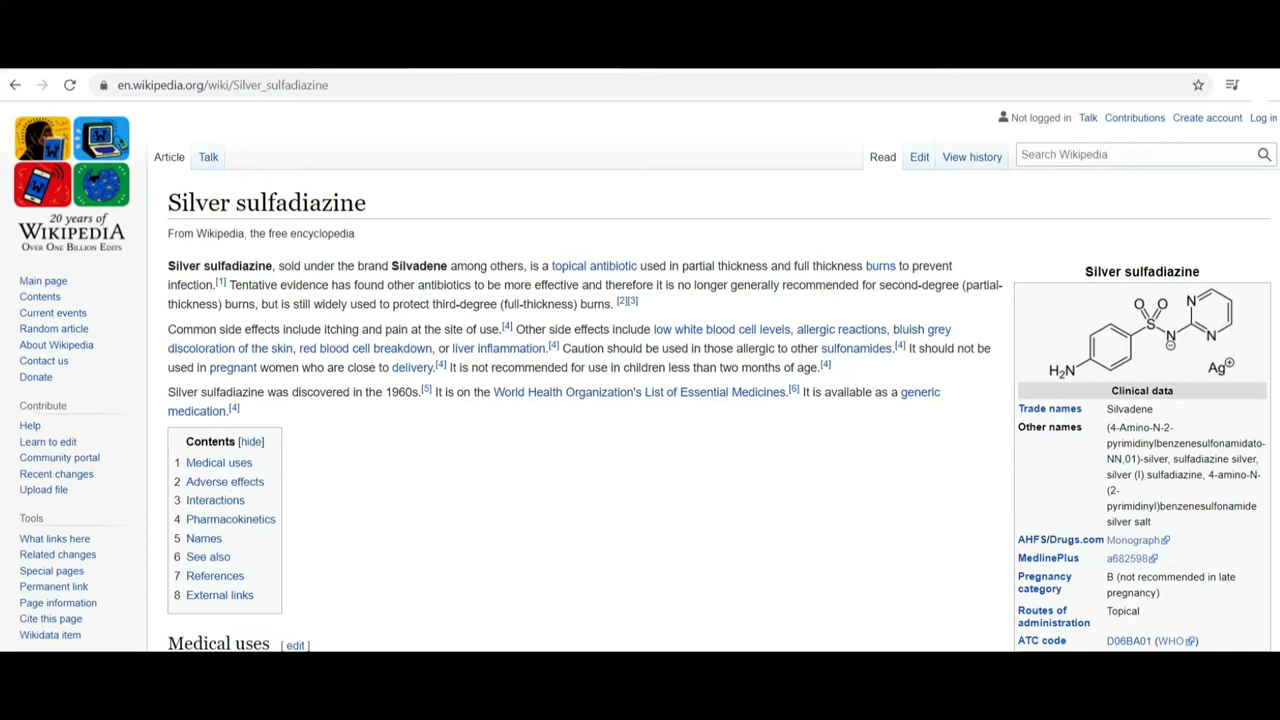 en.wikipedia.org/wiki/Silver_sulfadiazine
Not logged in Talk Contributions Create account Log in
Article Talk Read Edit View history Search Wikipedia
20 years of
WIKIPEDIA
OVER ONE BILLION EDITS
Main page
Contents
Current events
Random article
About Wikipedia
Contact us
Donate
Contribute
Help
Learn to edit
Community portal
Recent changes
Upload file
Tools
What links here
Related changes
Special pages
Permanent link
Page information
Cite this page
Wikidata item
Silver sulfadiazine
From Wikipedia, the free encyclopedia
Silver sulfadiazine, sold under the brand Silvadene among others, is a topical antibiotic used in partial thickness and full thickness burns to prevent
infection.[1] Tentative evidence has found other antibiotics to be more effective and therefore it is no longer generally recommended for second-degree (partial-
thickness) burns, but is still widely used to protect third-degree (full-thickness) burns. [2][3]
Common side effects include itching and pain at the site of use.[4] Other side effects include low white blood cell levels, allergic reactions, bluish grey
discoloration of the skin, red blood cell breakdown, or liver inflammation.[4] Caution should be used in those allergic to other sulfonamides.[4] It should not be
used in pregnant women who are close to delivery.[4] It is not recommended for use in children less than two months of age.[4]
Silver sulfadiazine was discovered in the 1960s.[5] It is on the World Health Organization's List of Essential Medicines.[6] It is available as a generic
medication.[4]
Contents [hide]
1 Medical uses
2 Adverse effects
3 Interactions
4 Pharmacokinetics
5 Names
6 See also
7 References
8 External links
Medical uses [ edit ]
Silver sulfadiazine
O O N
S N N
⊖
H₂N Ag⊕
Clinical data
Trade names Silvadene
Other names (4-Amino-N-2-
pyrimidinylbenzenesulfonamidato-
NN,01)-silver, sulfadiazine silver,
silver (I) sulfadiazine, 4-amino-N-
(2-
pyrimidinyl)benzenesulfonamide
silver salt
AHFS/Drugs.com Monograph
MedlinePlus a682598
Pregnancy category B (not recommended in late pregnancy)
Routes of administration Topical
ATC code D06BA01 (WHO)